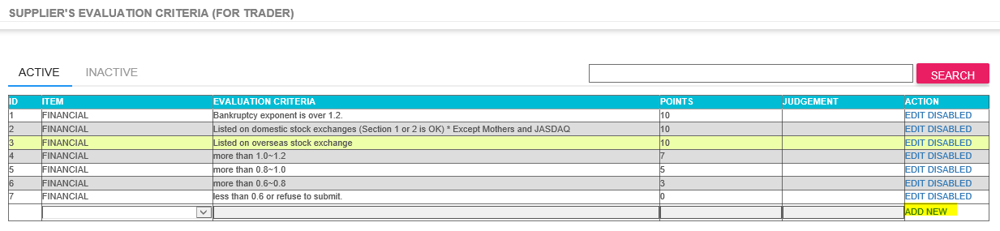 SUPPLIER'S EVALUATION CRITERIA (FOR TRADER)
ACTIVE INACTIVE SEARCH
ID ITEM EVALUATION CRITERIA POINTS JUDGEMENT ACTION
1 FINANCIAL Bankruptcy exponent is over 1.2. 10 EDIT DISABLED
2 FINANCIAL Listed on domestic stock exchanges (Section 1 or 2 is OK) * Except Mothers and JASDAQ 10 EDIT DISABLED
3 FINANCIAL Listed on overseas stock exchange 10 EDIT DISABLED
4 FINANCIAL more than 1.0~1.2 7 EDIT DISABLED
5 FINANCIAL more than 0.8~1.0 5 EDIT DISABLED
6 FINANCIAL more than 0.6~0.8 3 EDIT DISABLED
7 FINANCIAL less than 0.6 or refuse to submit. 0 EDIT DISABLED
ADD NEW